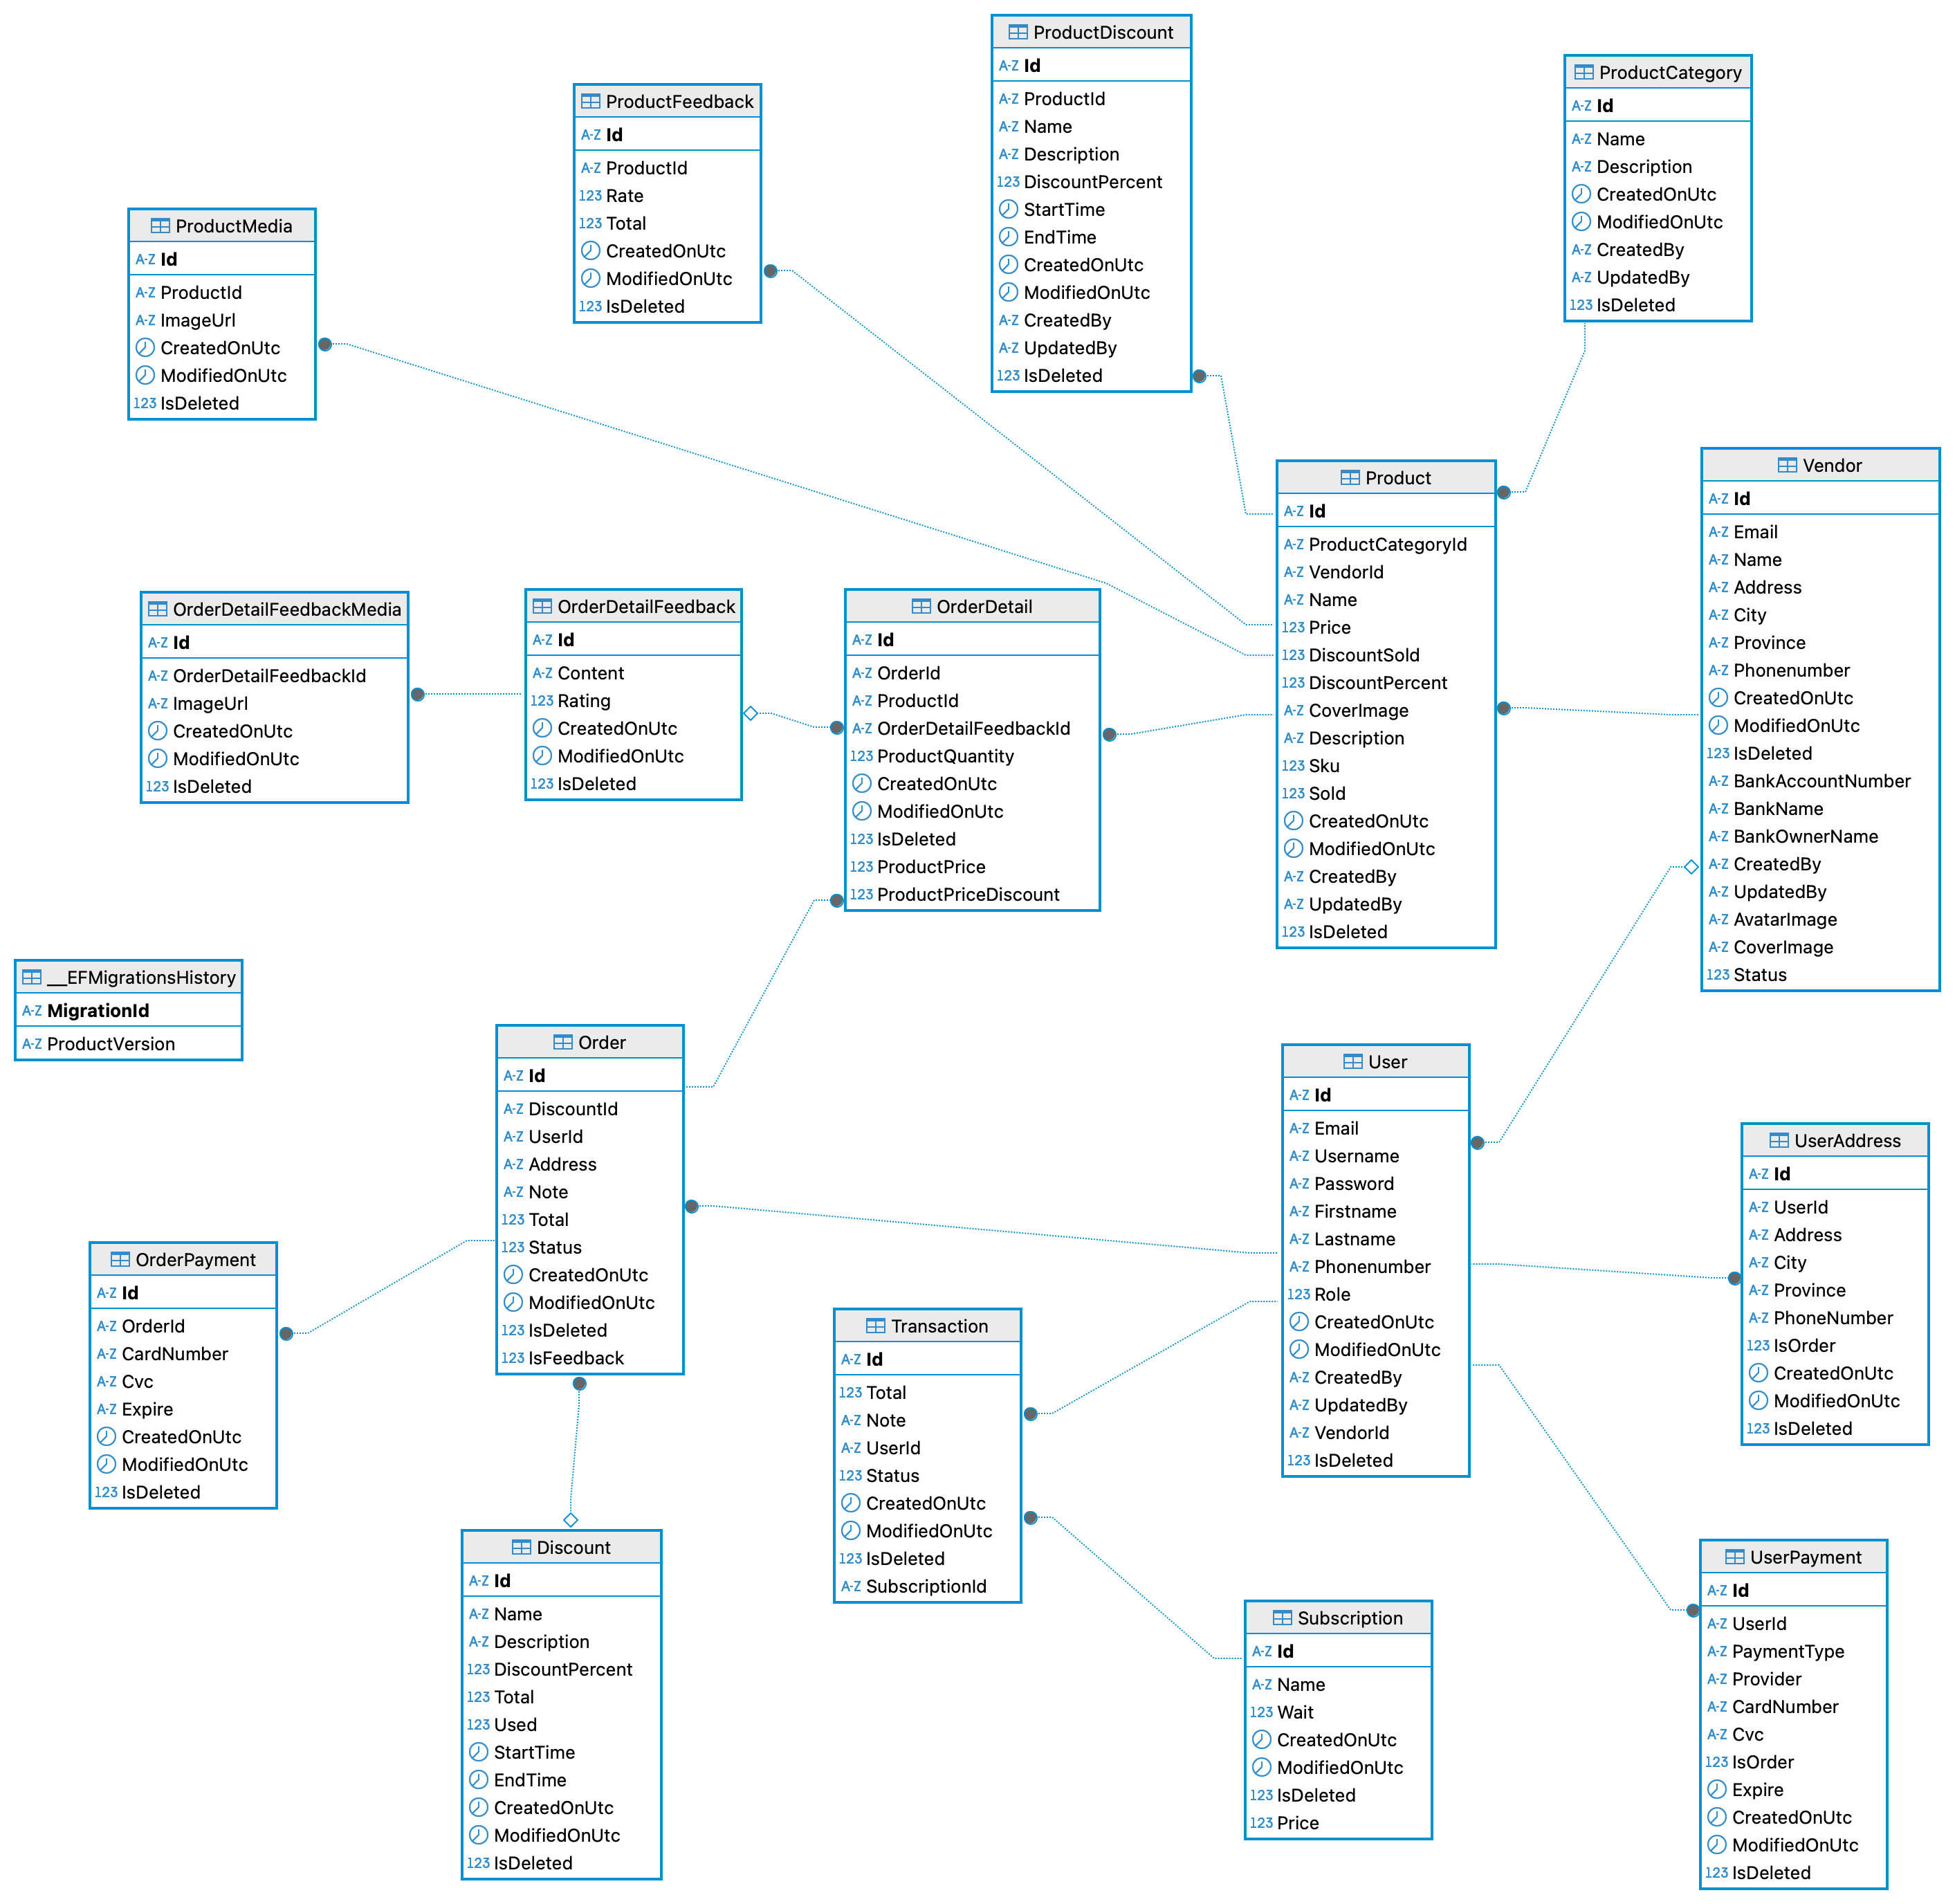 ProductDiscount
A-Z Id
A-Z ProductId
A-Z Name
A-Z Description
123 DiscountPercent
StartTime
EndTime
CreatedOnUtc
ModifiedOnUtc
A-Z CreatedBy
A-Z UpdatedBy
123 IsDeleted
ProductCategory
A-Z Id
A-Z Name
A-Z Description
CreatedOnUtc
ModifiedOnUtc
A-Z CreatedBy
A-Z UpdatedBy
123 IsDeleted
ProductFeedback
A-Z Id
A-Z ProductId
123 Rate
123 Total
CreatedOnUtc
ModifiedOnUtc
123 IsDeleted
ProductMedia
A-Z Id
A-Z ProductId
A-Z ImageUrl
CreatedOnUtc
ModifiedOnUtc
123 IsDeleted
Product
A-Z Id
A-Z ProductCategoryId
A-Z VendorId
A-Z Name
123 Price
123 DiscountSold
123 DiscountPercent
A-Z CoverImage
A-Z Description
123 Sku
123 Sold
CreatedOnUtc
ModifiedOnUtc
A-Z CreatedBy
A-Z UpdatedBy
123 IsDeleted
Vendor
A-Z Id
A-Z Email
A-Z Name
A-Z Address
A-Z City
A-Z Province
A-Z Phonenumber
CreatedOnUtc
ModifiedOnUtc
123 IsDeleted
A-Z BankAccountNumber
A-Z BankName
A-Z BankOwnerName
A-Z CreatedBy
A-Z UpdatedBy
A-Z AvatarImage
A-Z CoverImage
123 Status
OrderDetailFeedbackMedia
A-Z Id
A-Z OrderDetailFeedbackId
A-Z ImageUrl
CreatedOnUtc
ModifiedOnUtc
123 IsDeleted
OrderDetailFeedback
A-Z Id
A-Z Content
123 Rating
CreatedOnUtc
ModifiedOnUtc
123 IsDeleted
OrderDetail
A-Z Id
A-Z OrderId
A-Z ProductId
A-Z OrderDetailFeedbackId
123 ProductQuantity
CreatedOnUtc
ModifiedOnUtc
123 IsDeleted
123 ProductPrice
123 ProductPriceDiscount
__EFMigrationsHistory
A-Z MigrationId
A-Z ProductVersion
Order
A-Z Id
A-Z DiscountId
A-Z UserId
A-Z Address
A-Z Note
123 Total
123 Status
CreatedOnUtc
ModifiedOnUtc
123 IsDeleted
123 IsFeedback
User
A-Z Id
A-Z Email
A-Z Username
A-Z Password
A-Z Firstname
A-Z Lastname
A-Z Phonenumber
123 Role
CreatedOnUtc
ModifiedOnUtc
A-Z CreatedBy
A-Z UpdatedBy
A-Z VendorId
123 IsDeleted
UserAddress
A-Z Id
A-Z UserId
A-Z Address
A-Z City
A-Z Province
A-Z PhoneNumber
123 IsOrder
CreatedOnUtc
ModifiedOnUtc
123 IsDeleted
OrderPayment
A-Z Id
A-Z OrderId
A-Z CardNumber
A-Z Cvc
A-Z Expire
CreatedOnUtc
ModifiedOnUtc
123 IsDeleted
Transaction
A-Z Id
123 Total
A-Z Note
A-Z UserId
123 Status
CreatedOnUtc
ModifiedOnUtc
123 IsDeleted
A-Z SubscriptionId
Discount
A-Z Id
A-Z Name
A-Z Description
123 DiscountPercent
123 Total
123 Used
StartTime
EndTime
CreatedOnUtc
ModifiedOnUtc
123 IsDeleted
Subscription
A-Z Id
A-Z Name
123 Wait
CreatedOnUtc
ModifiedOnUtc
123 IsDeleted
123 Price
UserPayment
A-Z Id
A-Z UserId
A-Z PaymentType
A-Z Provider
A-Z CardNumber
A-Z Cvc
123 IsOrder
Expire
CreatedOnUtc
ModifiedOnUtc
123 IsDeleted